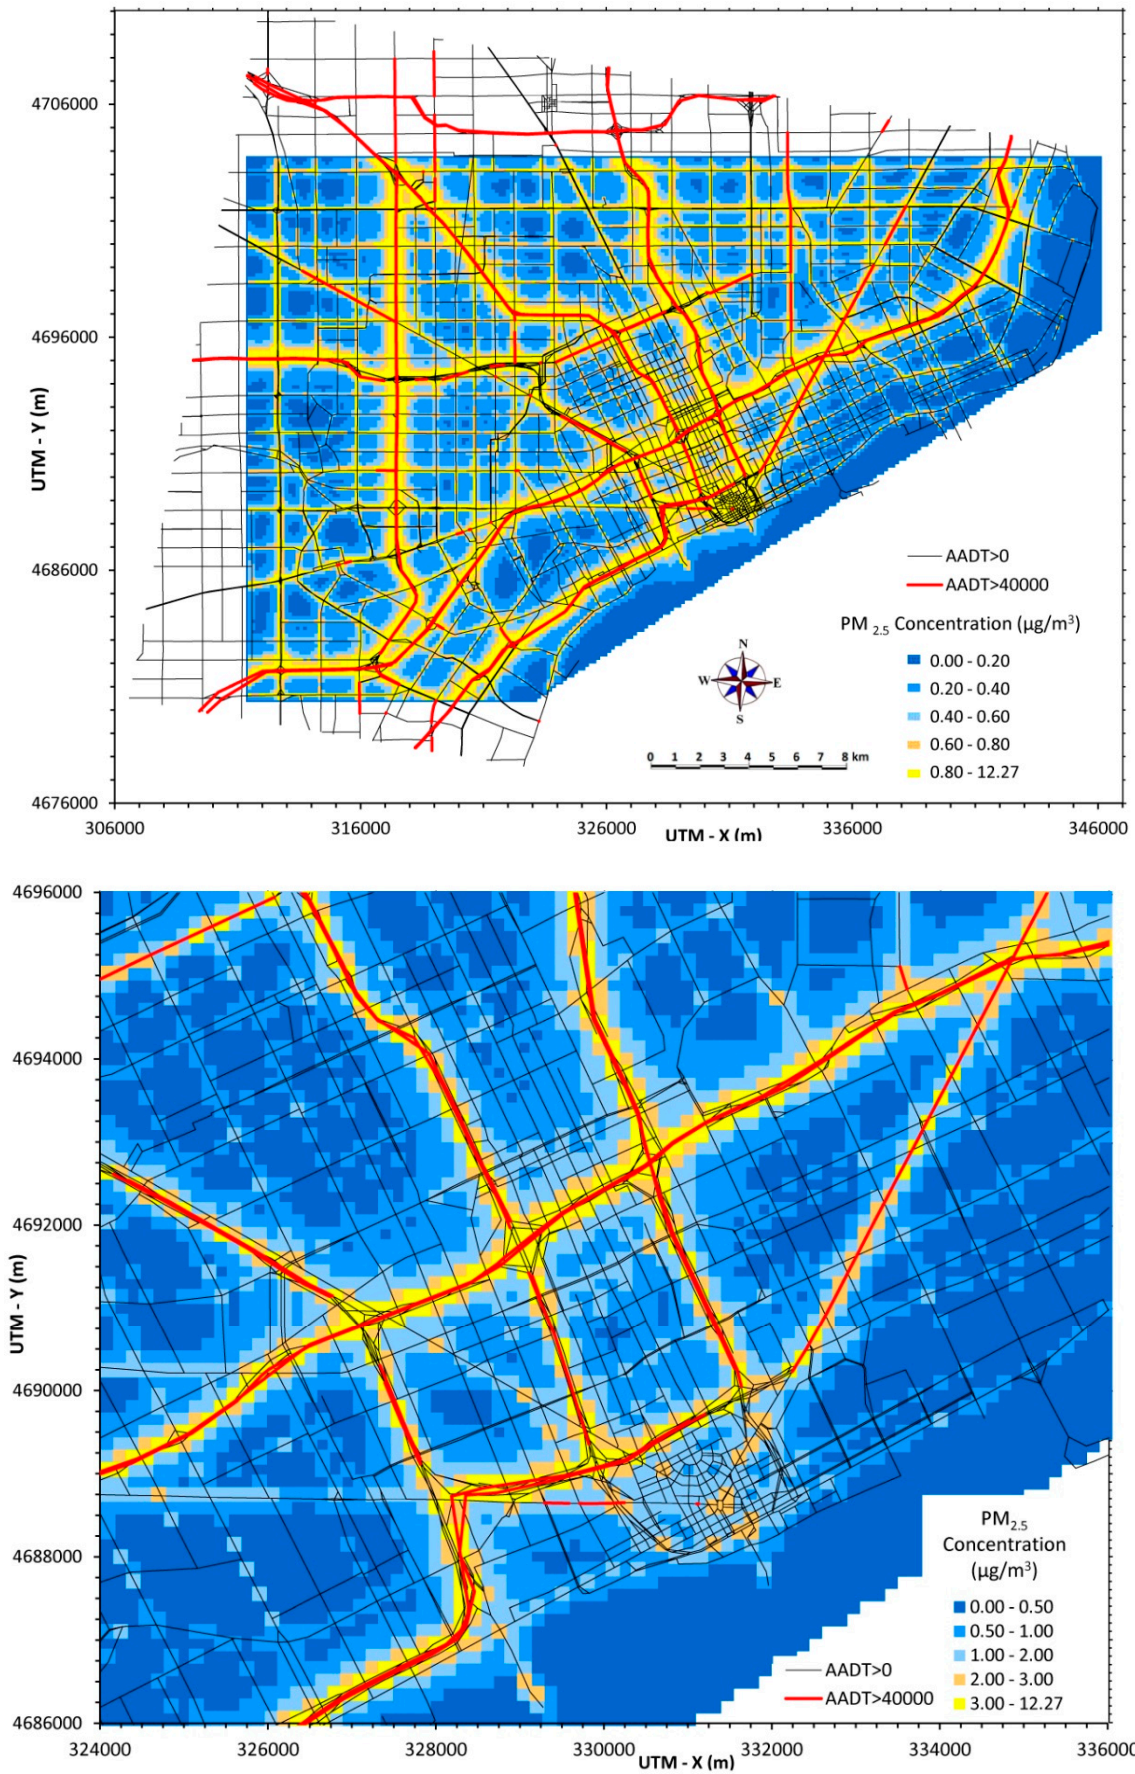 4706000
4696000
4686000
4676000
UTM - Y (m)
306000 316000 326000 336000 346000
UTM - X (m)
AADT>0
AADT>40000
PM 2.5 Concentration (µg/m³)
0.00 - 0.20
0.20 - 0.40
0.40 - 0.60
0.60 - 0.80
0.80 - 12.27
N
W E
S
0 1 2 3 4 5 6 7 8 km
4696000
4694000
4692000
4690000
4688000
4686000
UTM - Y (m)
324000 326000 328000 330000 332000 334000 336000
UTM - X (m)
PM2.5
Concentration
(µg/m³)
0.00 - 0.50
0.50 - 1.00
1.00 - 2.00
2.00 - 3.00
3.00 - 12.27
AADT>0
AADT>40000